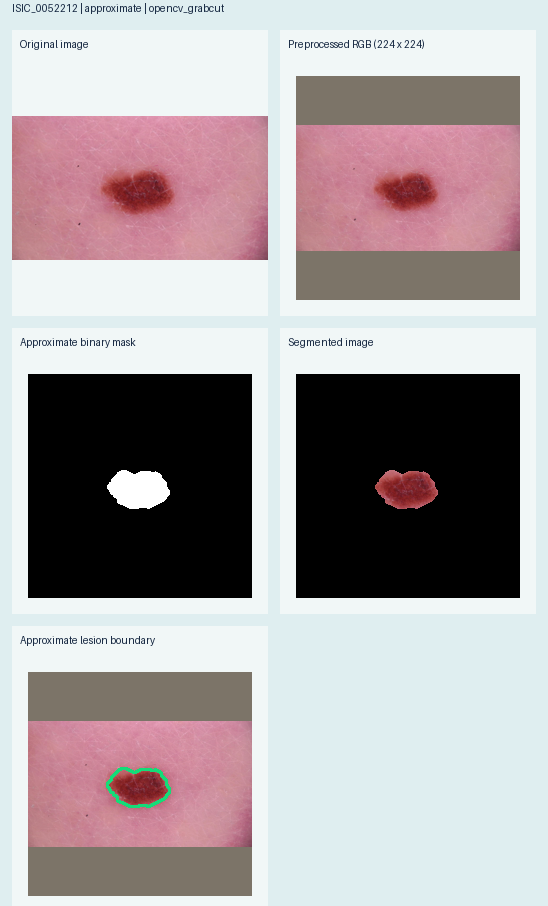 ISIC_0052212 | approximate | opencv_grabcut
Original image
Preprocessed RGB (224 x 224)
Approximate binary mask
Segmented image
Approximate lesion boundary